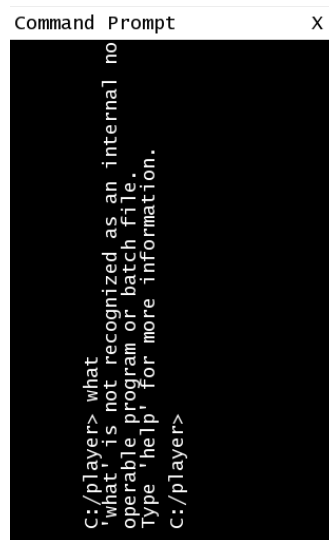 Command Prompt X
C:/player> what
'what' is not recognized as an internal no
operable program or batch file.
Type 'help' for more information.
C:/player>